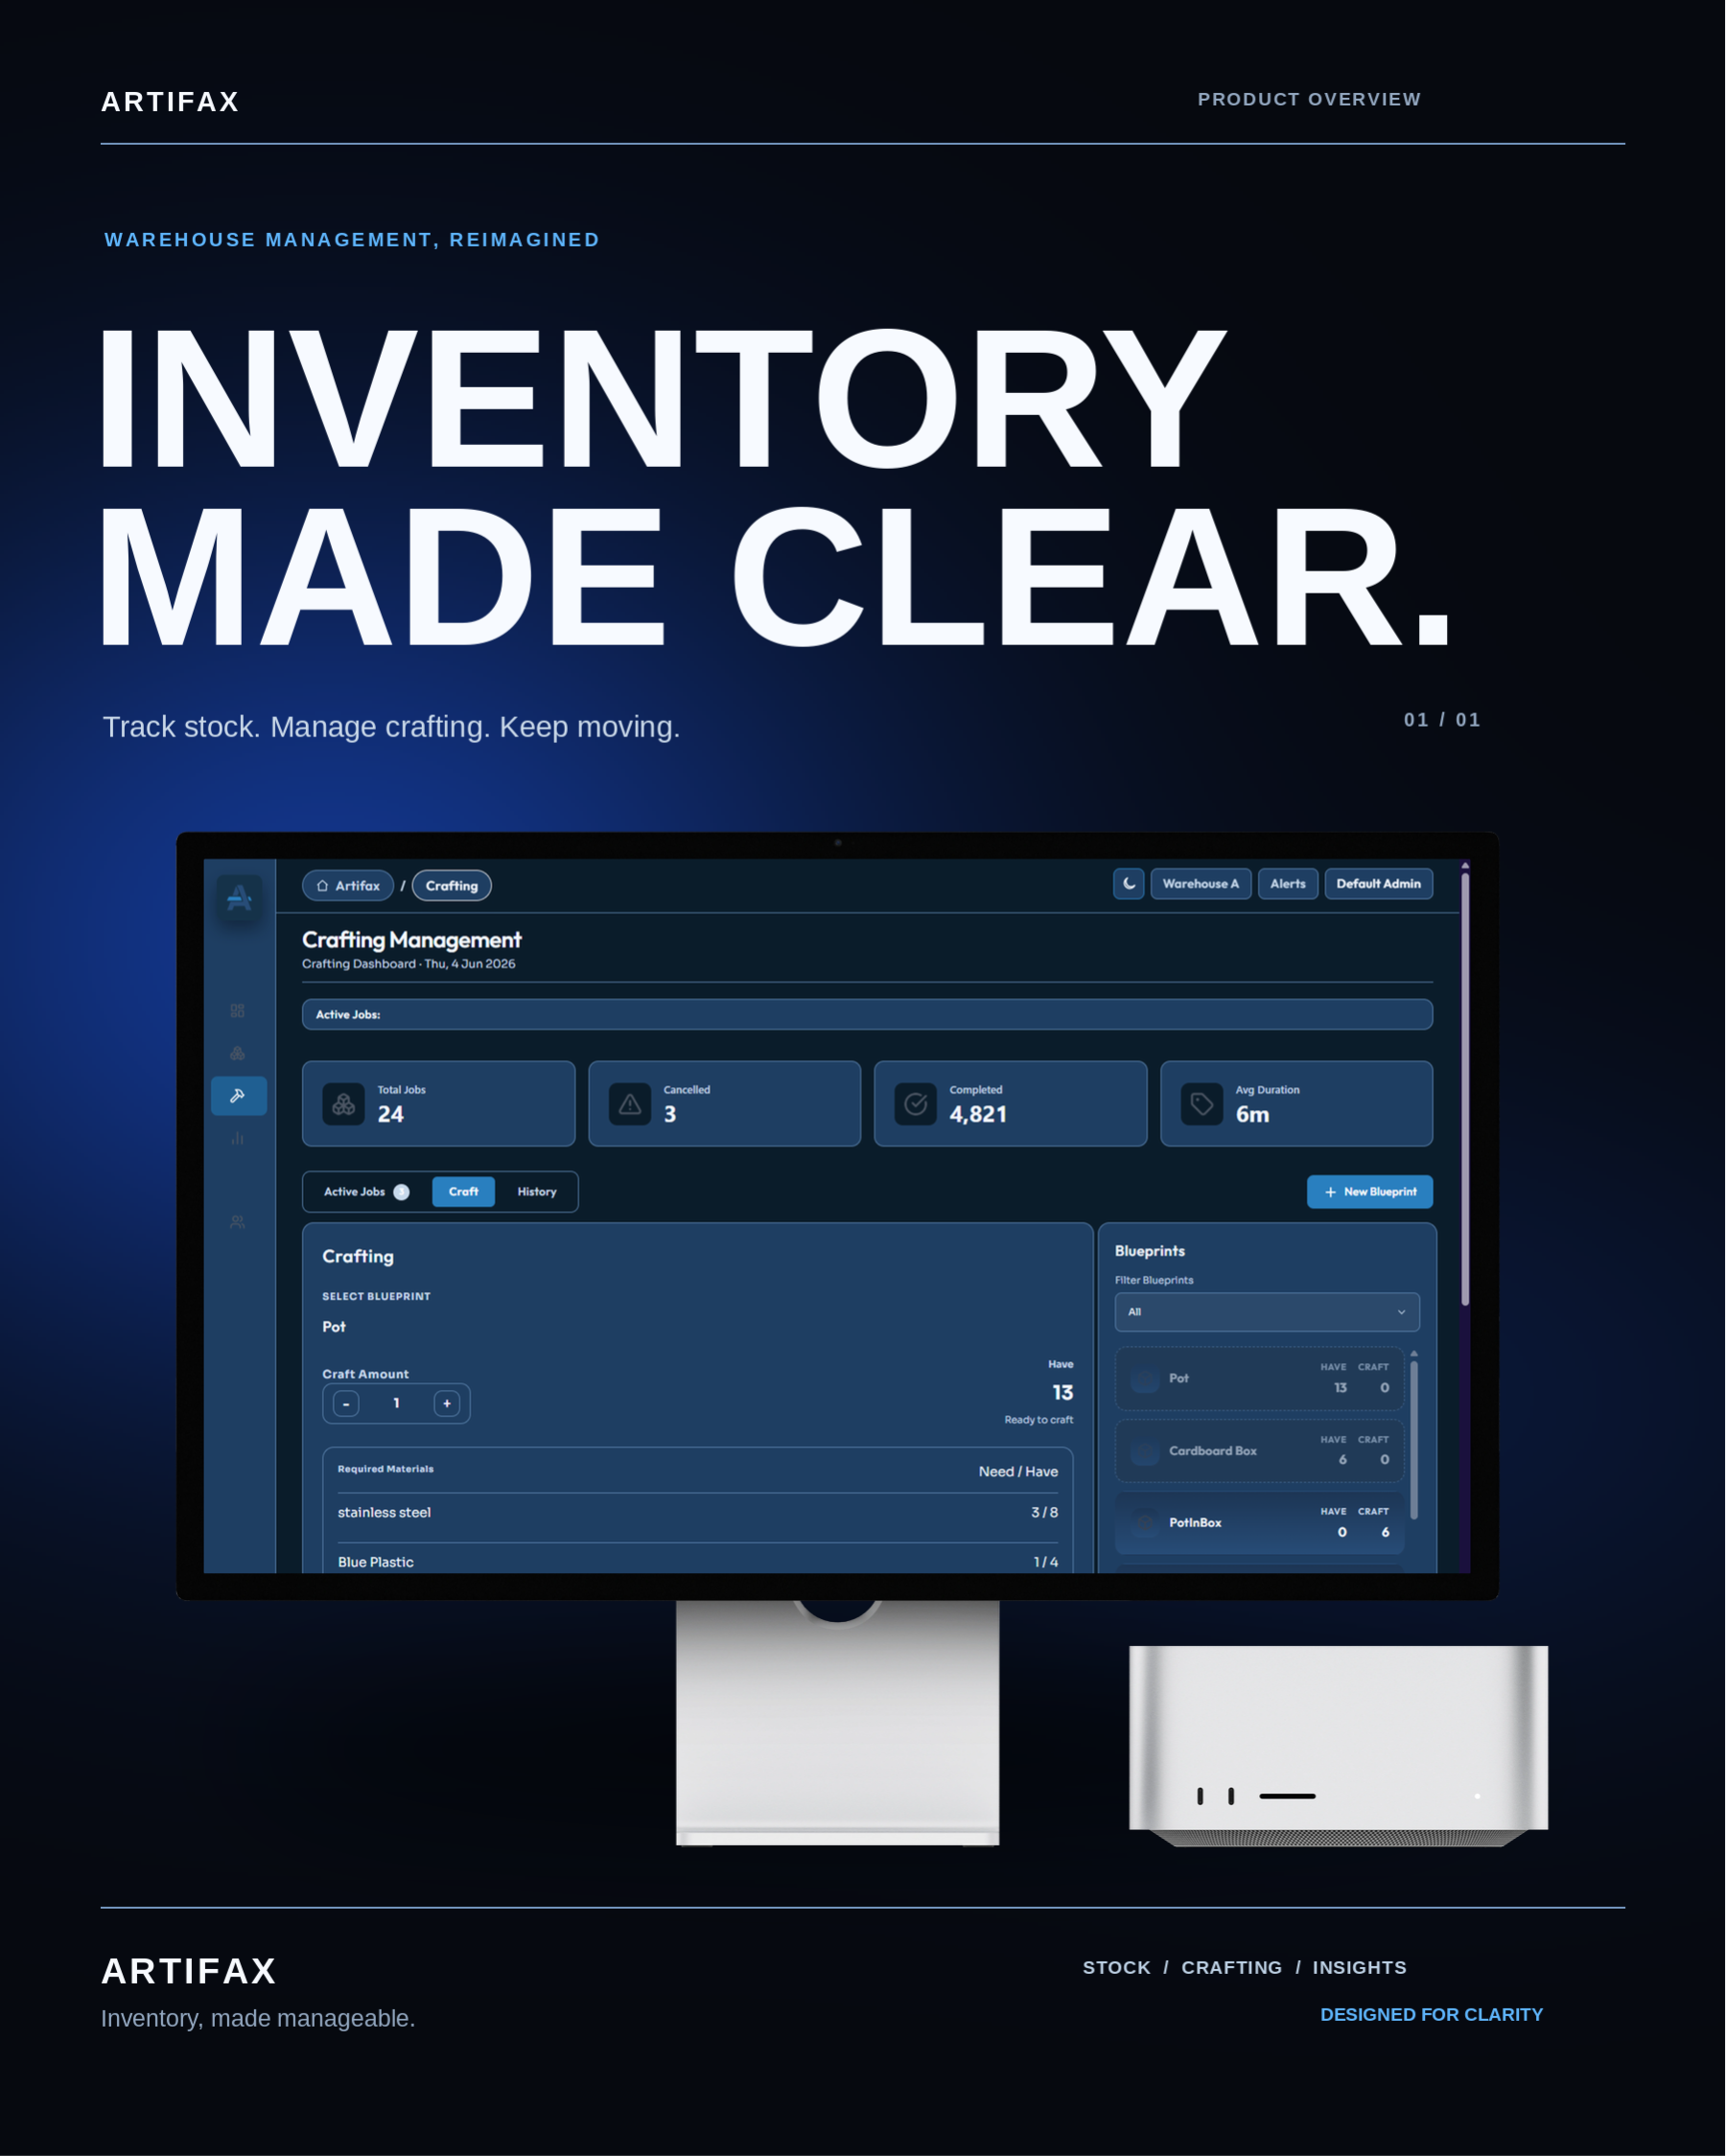 ARTIFAX
PRODUCT OVERVIEW
WAREHOUSE MANAGEMENT, REIMAGINED
INVENTORY
MADE CLEAR.
Track stock. Manage crafting. Keep moving.
01 / 01
Artifax / Crafting
Warehouse A
Alerts
Default Admin
Crafting Management
Crafting Dashboard · Thu, 4 Jun 2026
Active Jobs:
Total Jobs
24
Cancelled
3
Completed
4,821
Avg Duration
6m
Active Jobs 3
Craft
History
+ New Blueprint
Crafting
SELECT BLUEPRINT
Pot
Craft Amount
- 1 +
Have
13
Ready to craft
Required Materials
Need / Have
stainless steel
3 / 8
Blue Plastic
1 / 4
Blueprints
Filter Blueprints
All
Pot
HAVE CRAFT
13 0
Cardboard Box
HAVE CRAFT
6 0
PotInBox
HAVE CRAFT
0 6
ARTIFAX
Inventory, made manageable.
STOCK / CRAFTING / INSIGHTS
DESIGNED FOR CLARITY